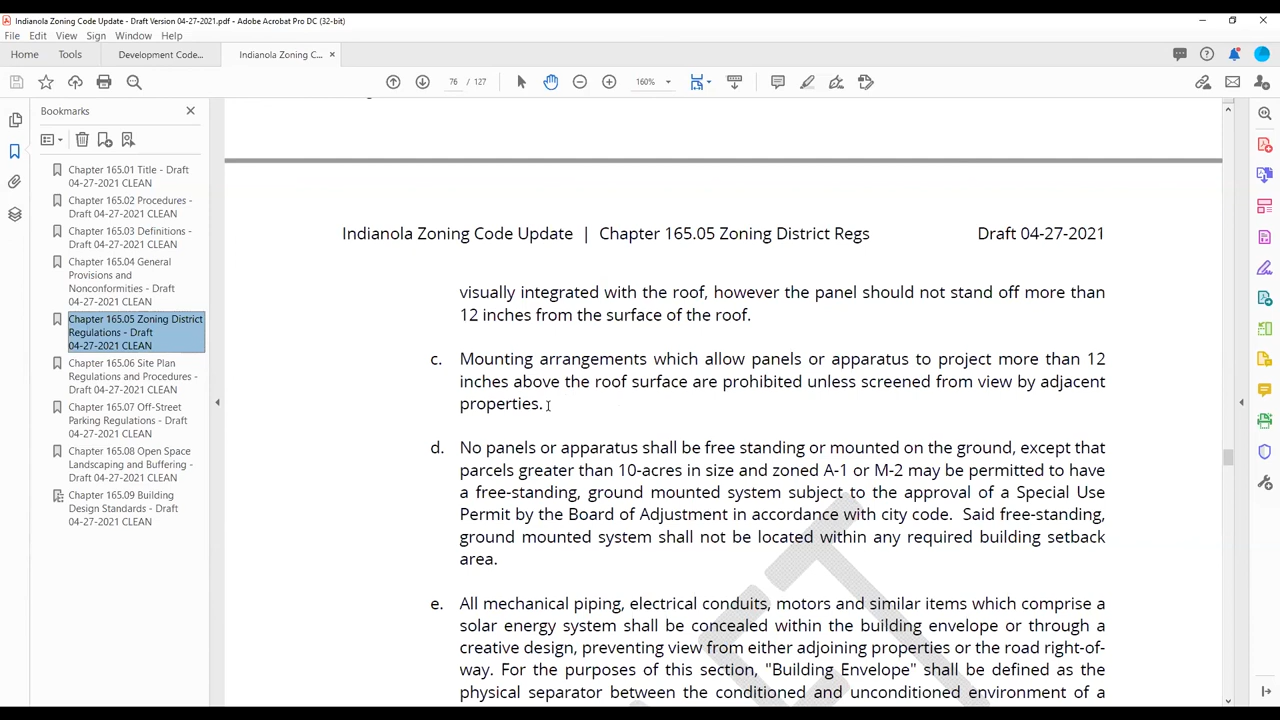 Indianola Zoning Code Update - Draft Version 04-27-2021.pdf - Adobe Acrobat Pro DC (32-bit)
File Edit View Sign Window Help
Home Tools Development Code... Indianola Zoning C... ×
76 / 127 160%
Bookmarks
Chapter 165.01 Title - Draft
04-27-2021 CLEAN
Chapter 165.02 Procedures -
Draft 04-27-2021 CLEAN
Chapter 165.03 Definitions -
Draft 04-27-2021 CLEAN
Chapter 165.04 General
Provisions and
Nonconformities - Draft
04-27-2021 CLEAN
Chapter 165.05 Zoning District
Regulations - Draft
04-27-2021 CLEAN
Chapter 165.06 Site Plan
Regulations and Procedures -
Draft 04-27-2021 CLEAN
Chapter 165.07 Off-Street
Parking Regulations - Draft
04-27-2021 CLEAN
Chapter 165.08 Open Space
Landscaping and Buffering -
Draft 04-27-2021 CLEAN
Chapter 165.09 Building
Design Standards - Draft
04-27-2021 CLEAN
Indianola Zoning Code Update | Chapter 165.05 Zoning District Regs Draft 04-27-2021
visually integrated with the roof, however the panel should not stand off more than
12 inches from the surface of the roof.
c. Mounting arrangements which allow panels or apparatus to project more than 12
inches above the roof surface are prohibited unless screened from view by adjacent
properties.
d. No panels or apparatus shall be free standing or mounted on the ground, except that
parcels greater than 10-acres in size and zoned A-1 or M-2 may be permitted to have
a free-standing, ground mounted system subject to the approval of a Special Use
Permit by the Board of Adjustment in accordance with city code. Said free-standing,
ground mounted system shall not be located within any required building setback
area.
e. All mechanical piping, electrical conduits, motors and similar items which comprise a
solar energy system shall be concealed within the building envelope or through a
creative design, preventing view from either adjoining properties or the road right-of-
way. For the purposes of this section, "Building Envelope" shall be defined as the
physical separator between the conditioned and unconditioned environment of a